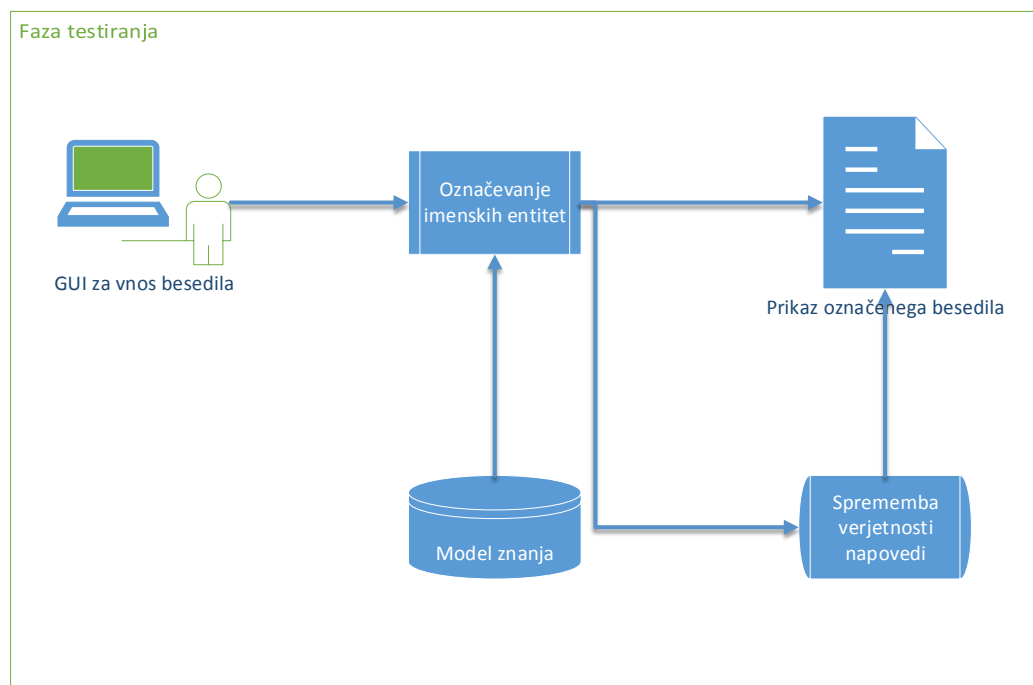 Faza testiranja
Označevanje
imenskih entitet
GUI za vnos besedila
Prikaz označenega besedila
Model znanja
Sprememba
verjetnosti
napovedi